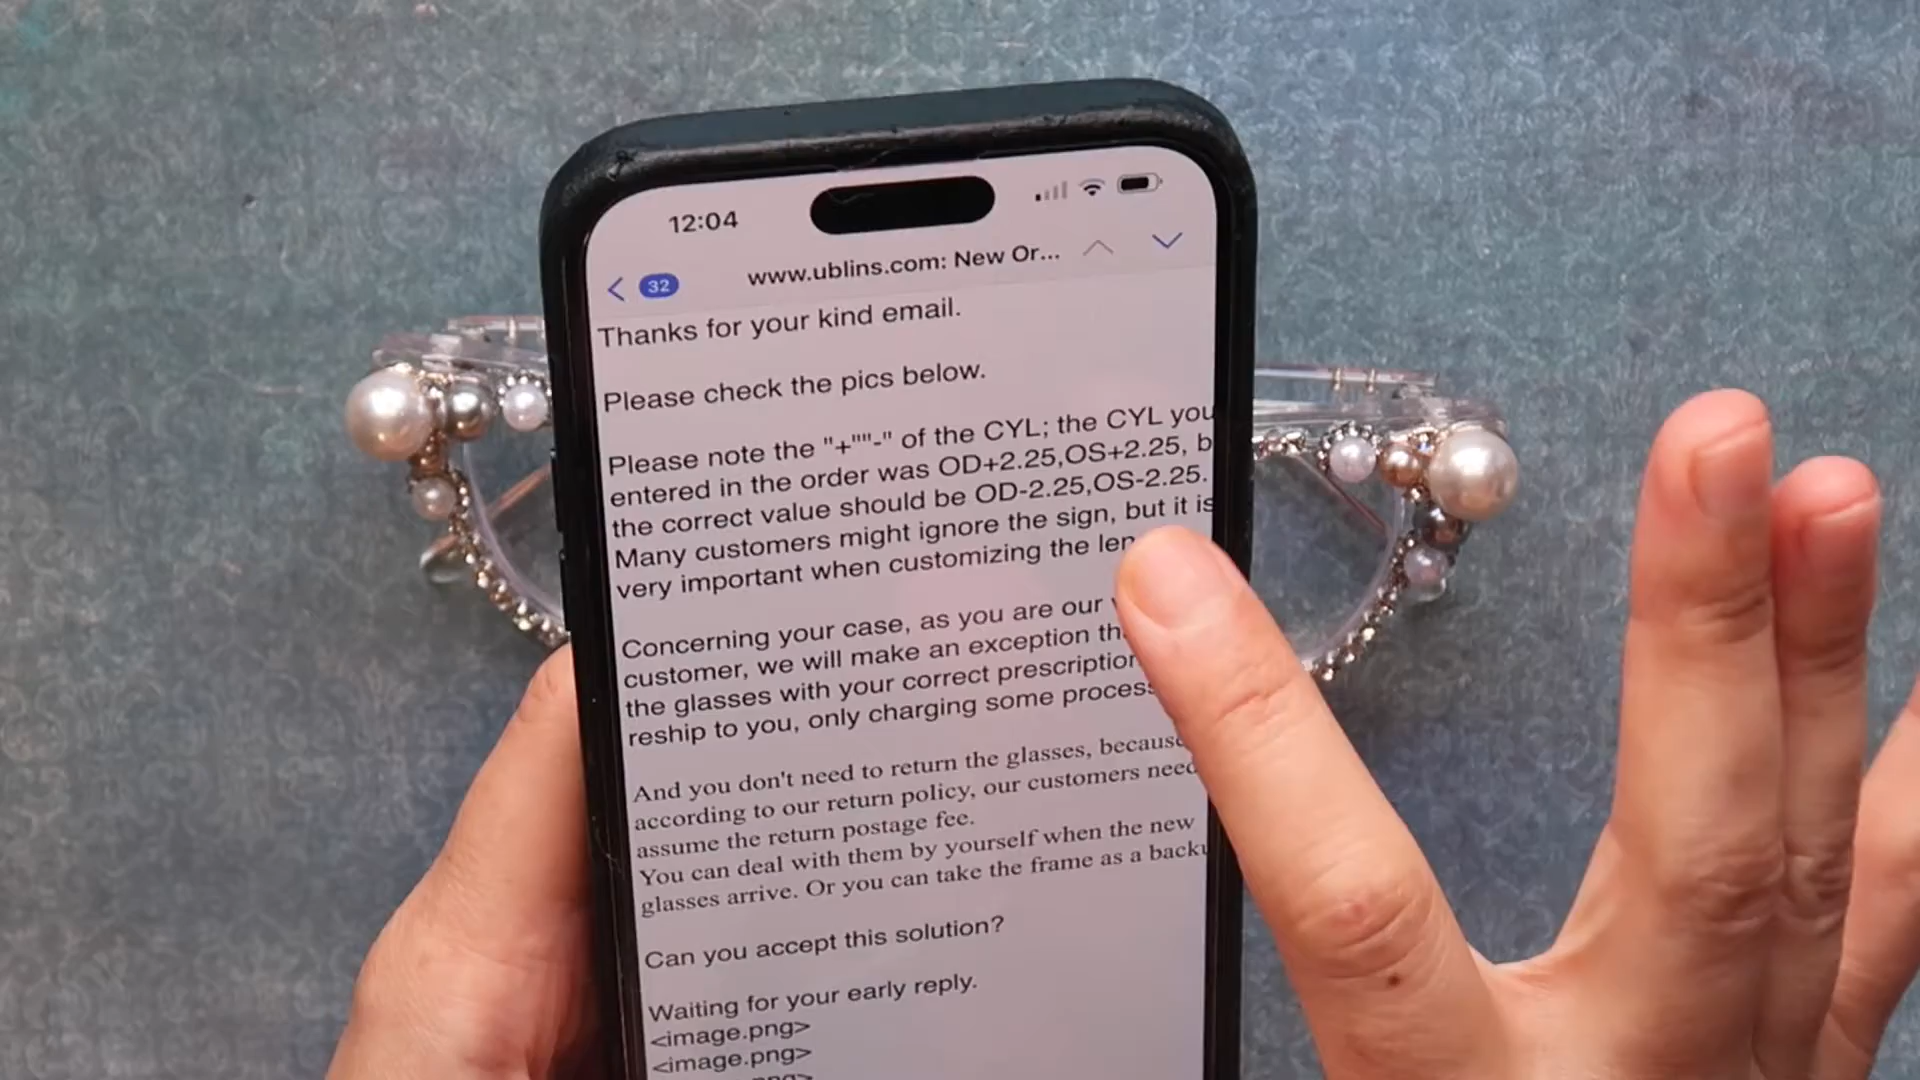 12:04
32
www.ublins.com: New Or...
Thanks for your kind email.
Please check the pics below.
Please note the "+""-" of the CYL; the CYL you
entered in the order was OD+2.25,OS+2.25, b
the correct value should be OD-2.25,OS-2.25.
Many customers might ignore the sign, but it is
very important when customizing the len
Concerning your case, as you are our
customer, we will make an exception th
the glasses with your correct prescription
reship to you, only charging some process
And you don't need to return the glasses, because
according to our return policy, our customers need
assume the return postage fee.
You can deal with them by yourself when the new
glasses arrive. Or you can take the frame as a back
Can you accept this solution?
Waiting for your early reply.
<image.png>
<image.png>